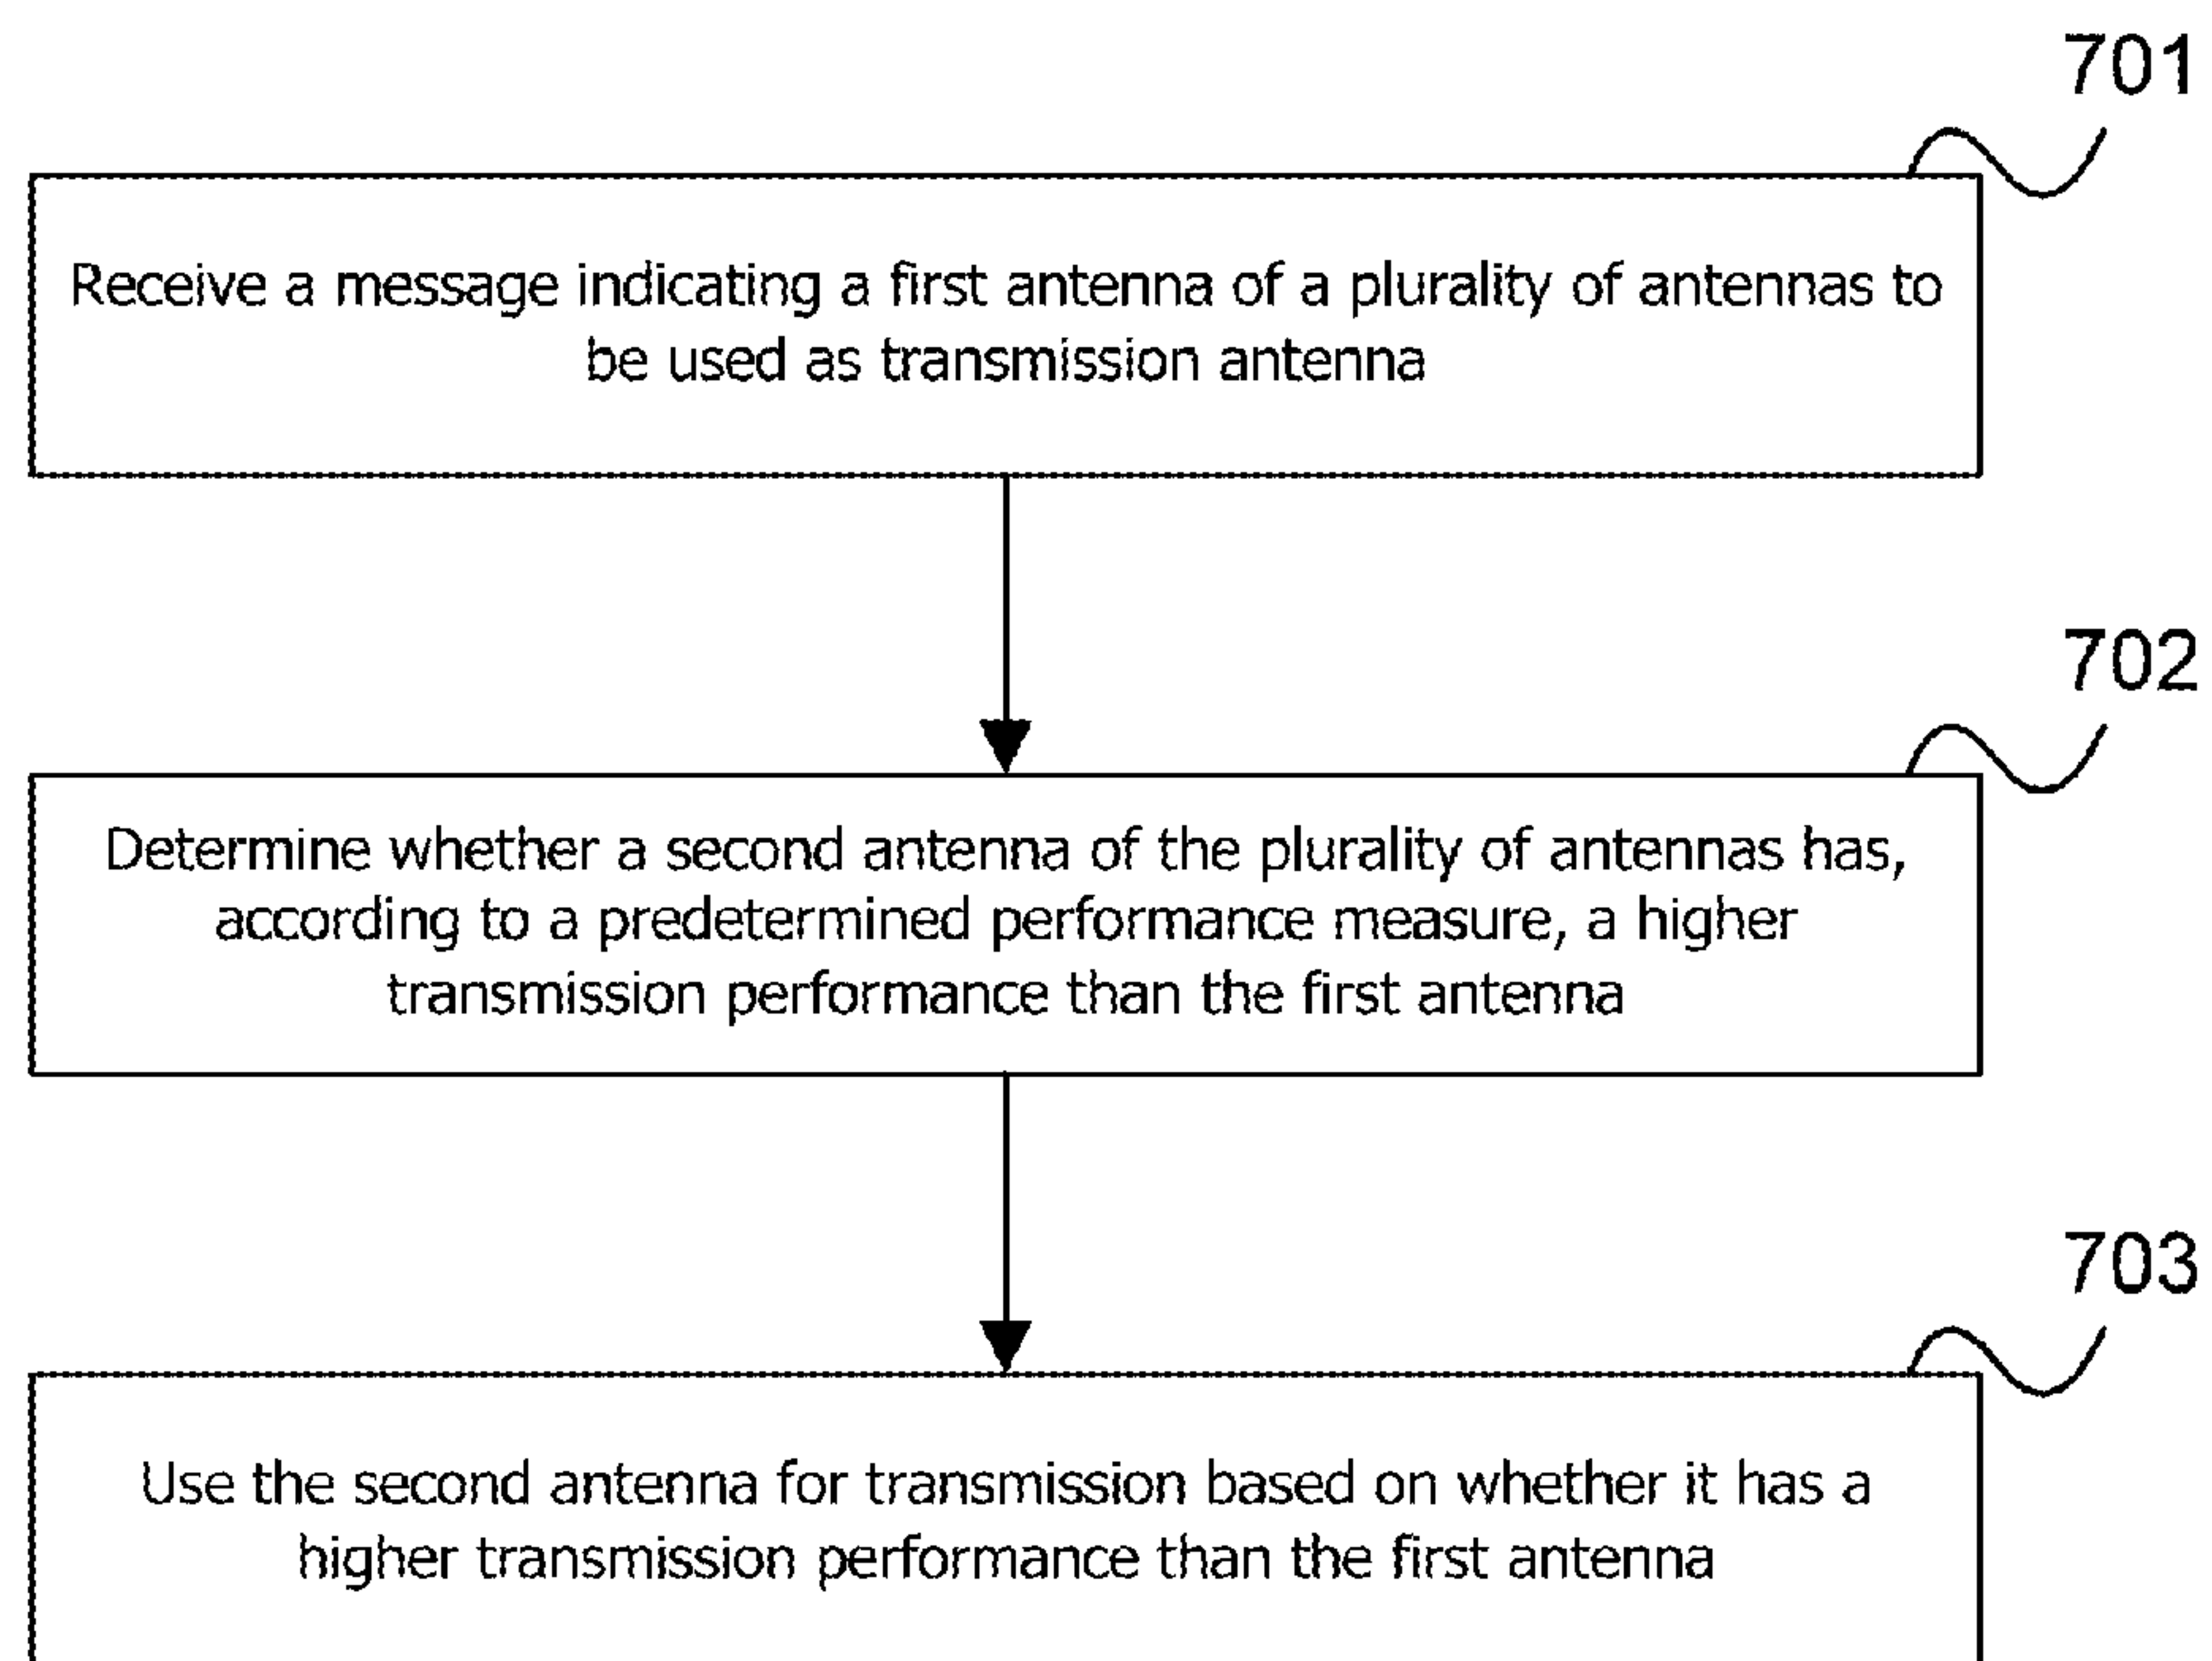 701
Receive a message indicating a first antenna of a plurality of antennas to
be used as transmission antenna
702
Determine whether a second antenna of the plurality of antennas has,
according to a predetermined performance measure, a higher
transmission performance than the first antenna
703
Use the second antenna for transmission based on whether it has a
higher transmission performance than the first antenna